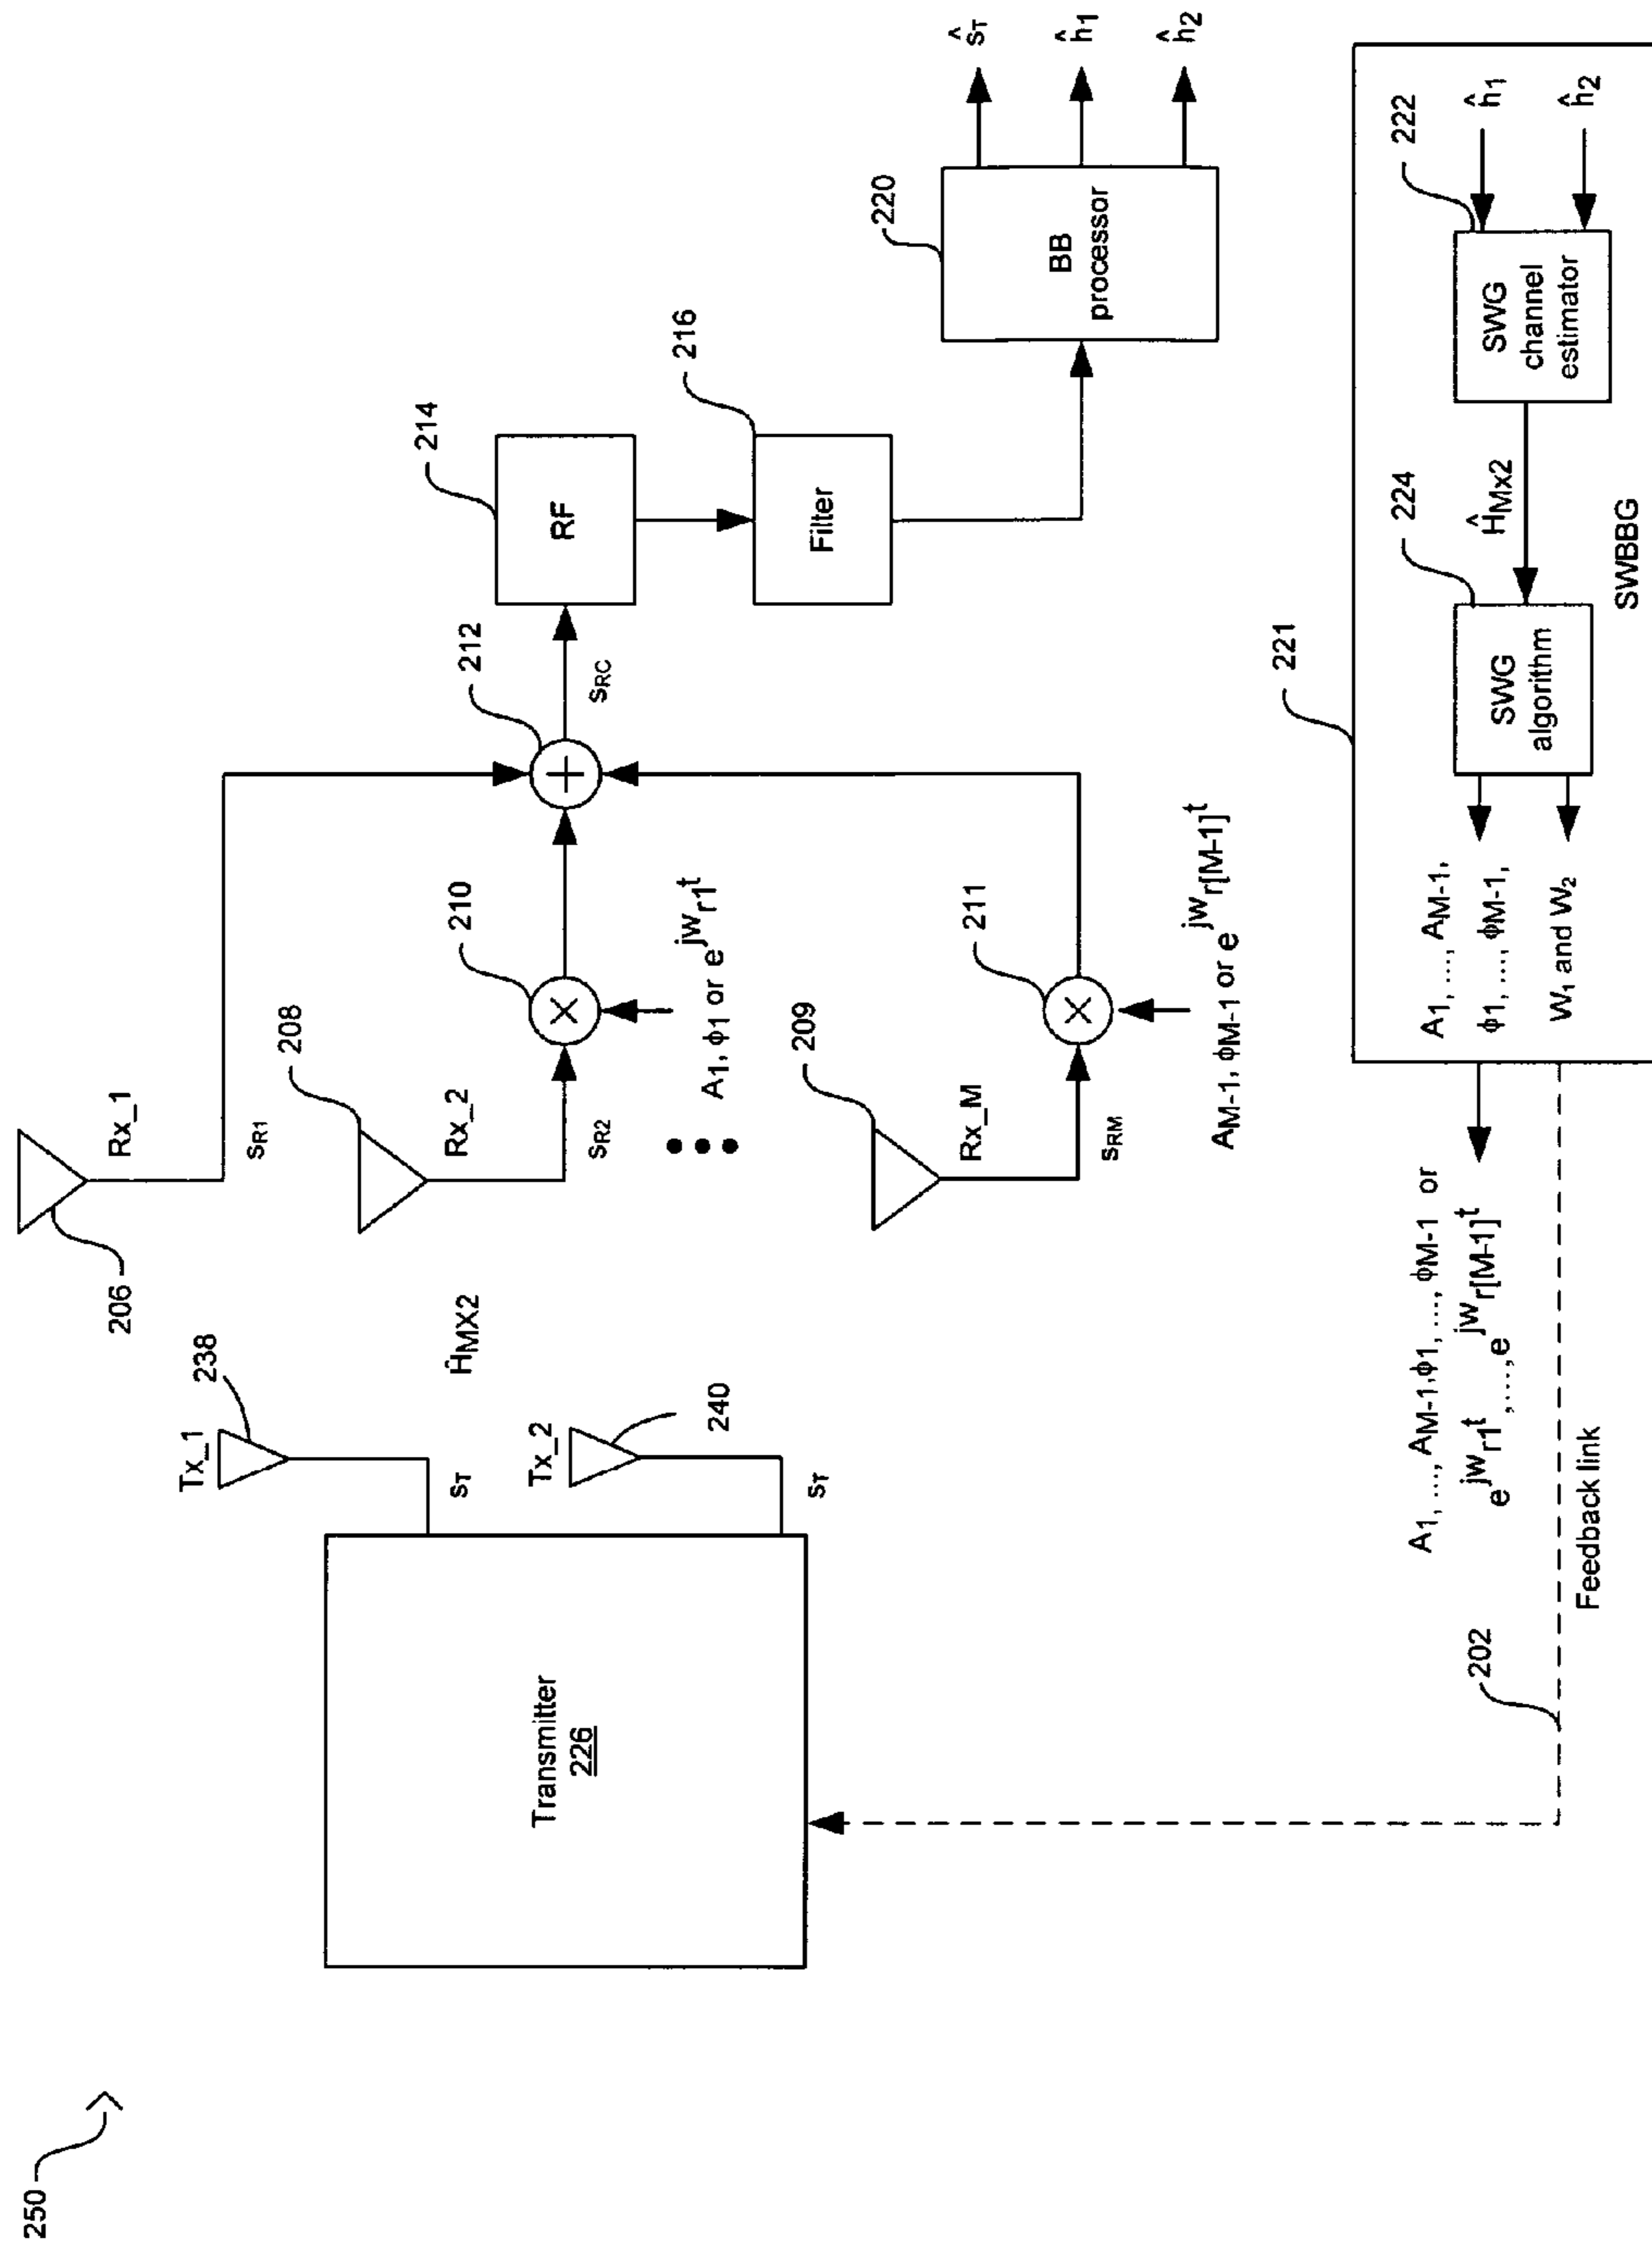 250
Transmitter
226
Tx_1
238
sT
Tx_2
240
sT
ĤMX2
206
Rx_1
sR1
208
Rx_2
sR2
210
A1, ϕ1 or e^jwr1t
209
Rx_M
sRM
211
AM-1, ϕM-1 or e^jwr[M-1]t
212
sRC
214
RF
216
Filter
220
BB
processor
ŝT
ĥ1
ĥ2
202
Feedback link
A1, ..., AM-1,ϕ1, ..., ϕM-1 or
e^jwr1t,...,e^jwr[M-1]t
221
A1, ..., AM-1,
ϕ1, ..., ϕM-1,
W1 and W2
224
SWG
algorithm
ĤMx2
222
SWG
channel
estimator
ĥ1
ĥ2
SWBBG